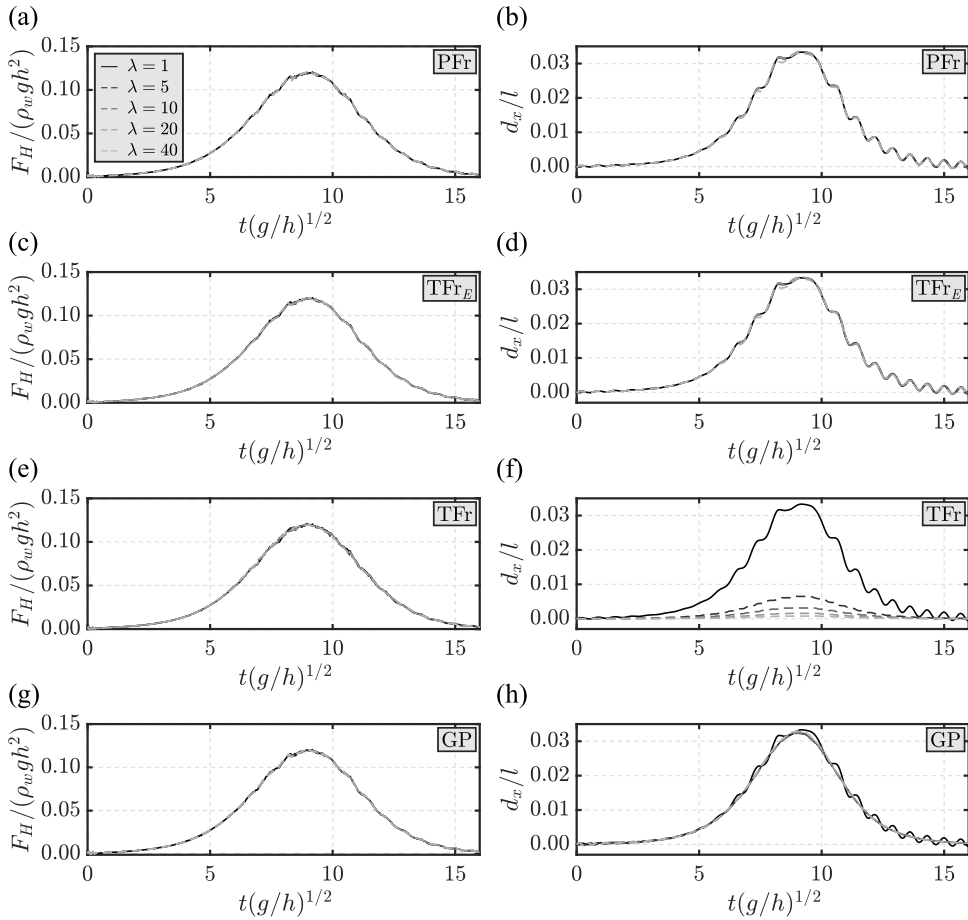 (a)
(b)
0.15
0.10
0.05
0.00
F_H/(ρ_w gh²)
λ = 1
λ = 5
λ = 10
λ = 20
λ = 40
PFr
0 5 10 15
t(g/h)^{1/2}
0.03
0.02
0.01
0.00
d_x/l
PFr
0 5 10 15
t(g/h)^{1/2}
(c)
(d)
0.15
0.10
0.05
0.00
F_H/(ρ_w gh²)
TFr_E
0 5 10 15
t(g/h)^{1/2}
0.03
0.02
0.01
0.00
d_x/l
TFr_E
0 5 10 15
t(g/h)^{1/2}
(e)
(f)
0.15
0.10
0.05
0.00
F_H/(ρ_w gh²)
TFr
0 5 10 15
t(g/h)^{1/2}
0.03
0.02
0.01
0.00
d_x/l
TFr
0 5 10 15
t(g/h)^{1/2}
(g)
(h)
0.15
0.10
0.05
0.00
F_H/(ρ_w gh²)
GP
0 5 10 15
t(g/h)^{1/2}
0.03
0.02
0.01
0.00
d_x/l
GP
0 5 10 15
t(g/h)^{1/2}